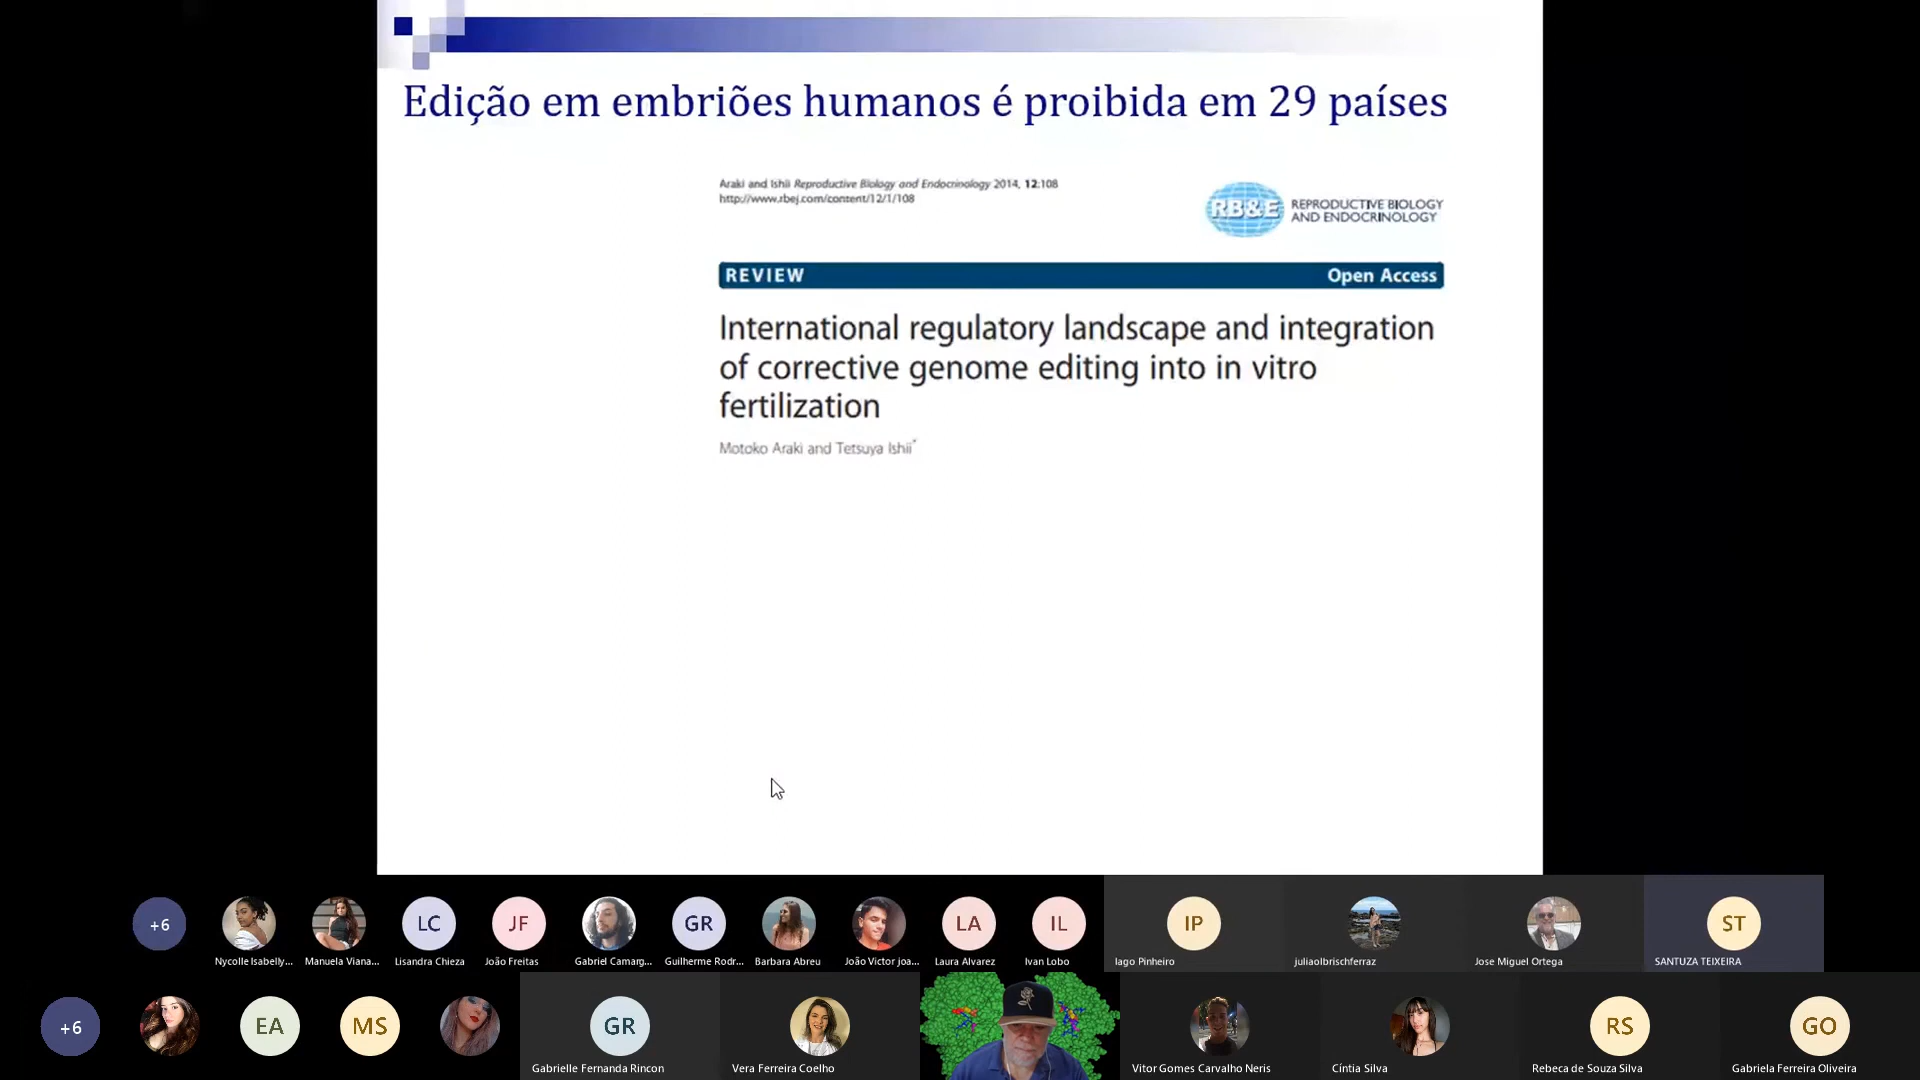 Edição em embriões humanos é proibida em 29 países
Araki and Ishii Reproductive Biology and Endocrinology 2014, 12:108
http://www.rbej.com/content/12/1/108
RB&E
REPRODUCTIVE BIOLOGY
AND ENDOCRINOLOGY
REVIEW Open Access
International regulatory landscape and integration
of corrective genome editing into in vitro
fertilization
Motoko Araki and Tetsuya Ishii*
+6 LC JF GR LA IL IP ST
Nycolle Isabelly... Manuela Viana... Lisandra Chieza João Freitas Gabriel Camarg... Guilherme Rodr... Barbara Abreu João Victor joa... Laura Alvarez Ivan Lobo Iago Pinheiro juliaolbrischferraz Jose Miguel Ortega SANTUZA TEIXEIRA
+6 EA MS GR RS GO
Gabrielle Fernanda Rincon Vera Ferreira Coelho Vitor Gomes Carvalho Neris Cíntia Silva Rebeca de Souza Silva Gabriela Ferreira Oliveira